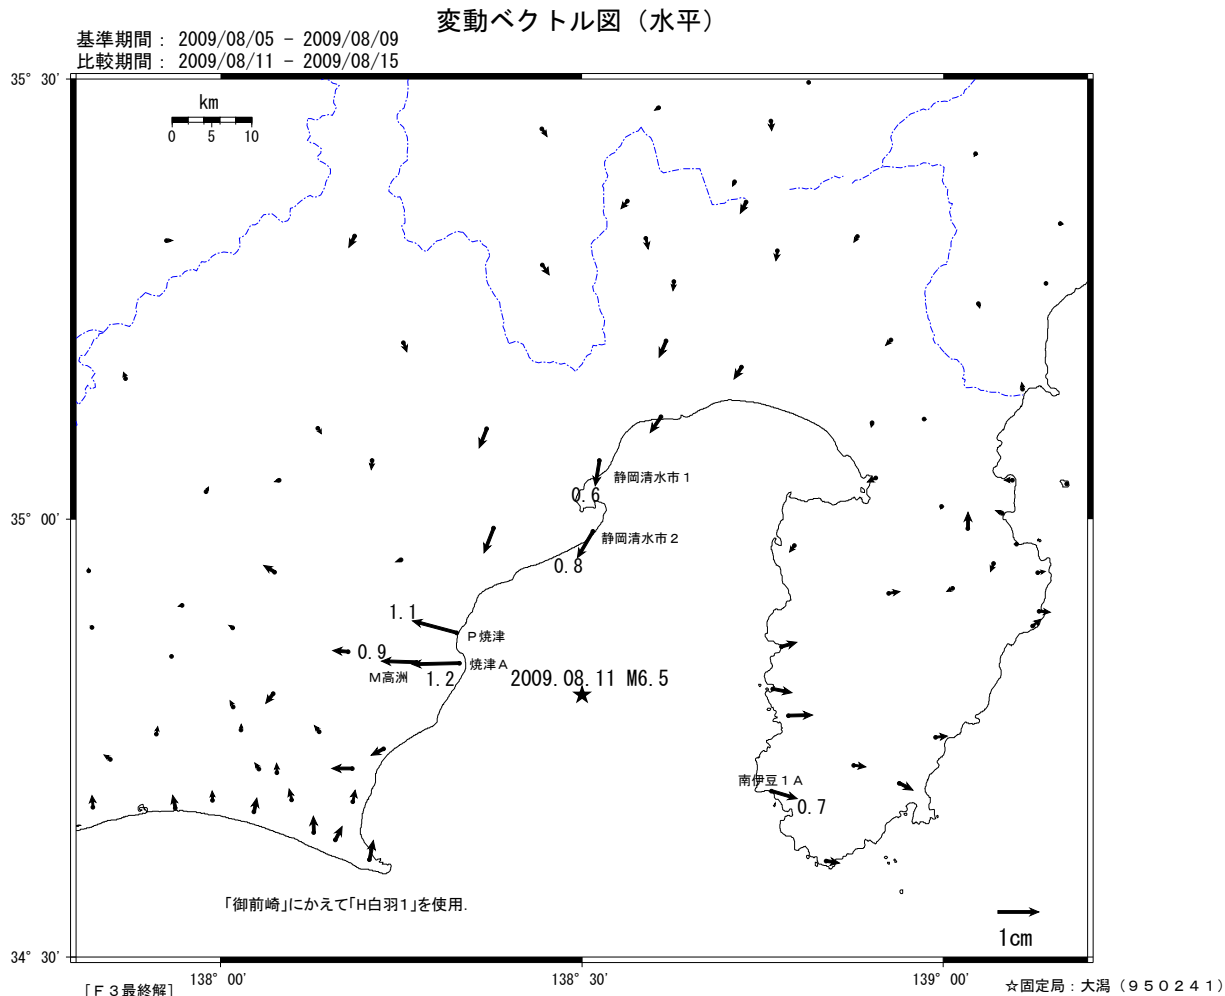 変動ベクトル図（水平）
基準期間： 2009/08/05 - 2009/08/09
比較期間： 2009/08/11 - 2009/08/15
35° 30'
km
0 5 10
静岡清水市１
0.6
35° 00'
静岡清水市２
0.8
1.1
Ｐ焼津
0.9
焼津Ａ
Ｍ高洲
1.2
2009.08.11 M6.5
南伊豆１Ａ
0.7
「御前崎」にかえて「Ｈ白羽１」を使用.
1cm
34° 30'
138° 00'
138° 30'
139° 00'
［Ｆ３最終解］
☆固定局：大潟（９５０２４１）